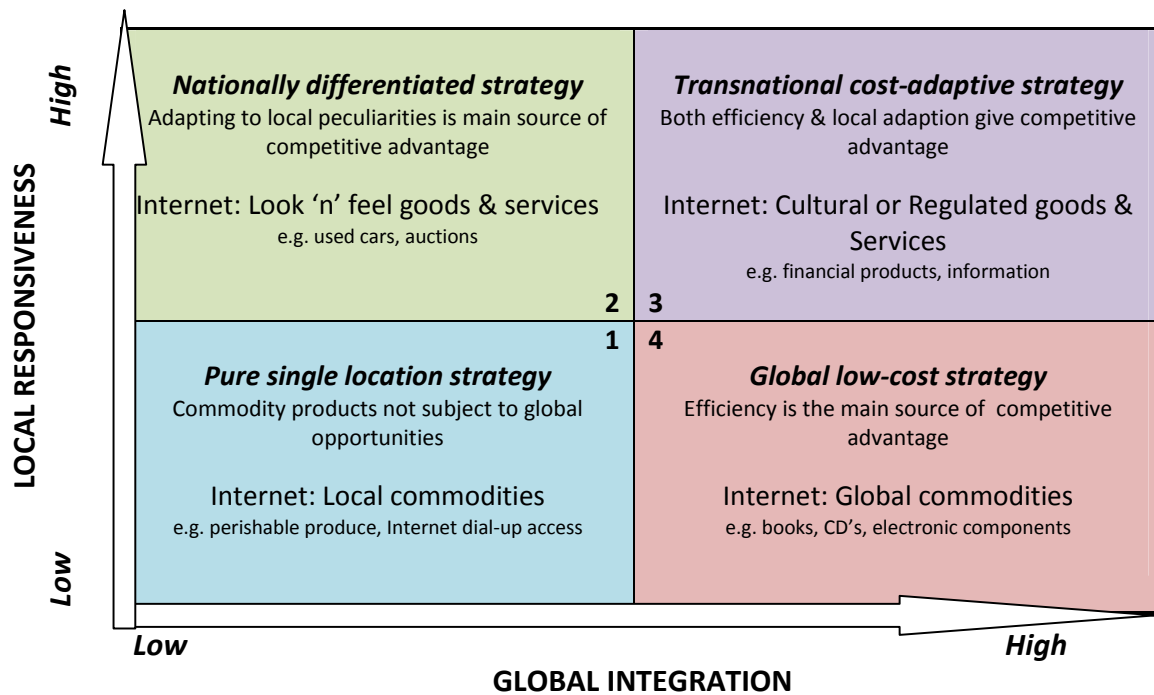 LOCAL RESPONSIVENESS
High
Low
Nationally differentiated strategy
Adapting to local peculiarities is main source of
competitive advantage
Internet: Look ‘n’ feel goods & services
e.g. used cars, auctions
2
Transnational cost-adaptive strategy
Both efficiency & local adaption give competitive
advantage
Internet: Cultural or Regulated goods &
Services
e.g. financial products, information
3
1
Pure single location strategy
Commodity products not subject to global
opportunities
Internet: Local commodities
e.g. perishable produce, Internet dial-up access
4
Global low-cost strategy
Efficiency is the main source of competitive
advantage
Internet: Global commodities
e.g. books, CD’s, electronic components
Low
High
GLOBAL INTEGRATION